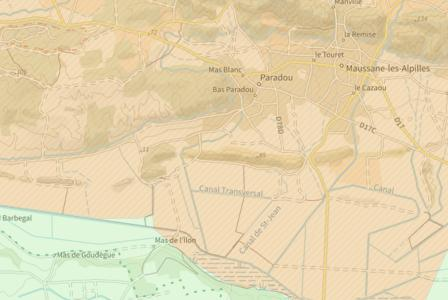 Manville
la Remise
le Touret
Mas Blanc
Maussane-les-Alpilles
Paradou
Bas Paradou
le Cazaou
D78D
D17C
D17
Canal Transversal
Canal
Canal de St-Jean
Barbegal
Mas de l'Ilon
Mas de Goudègue